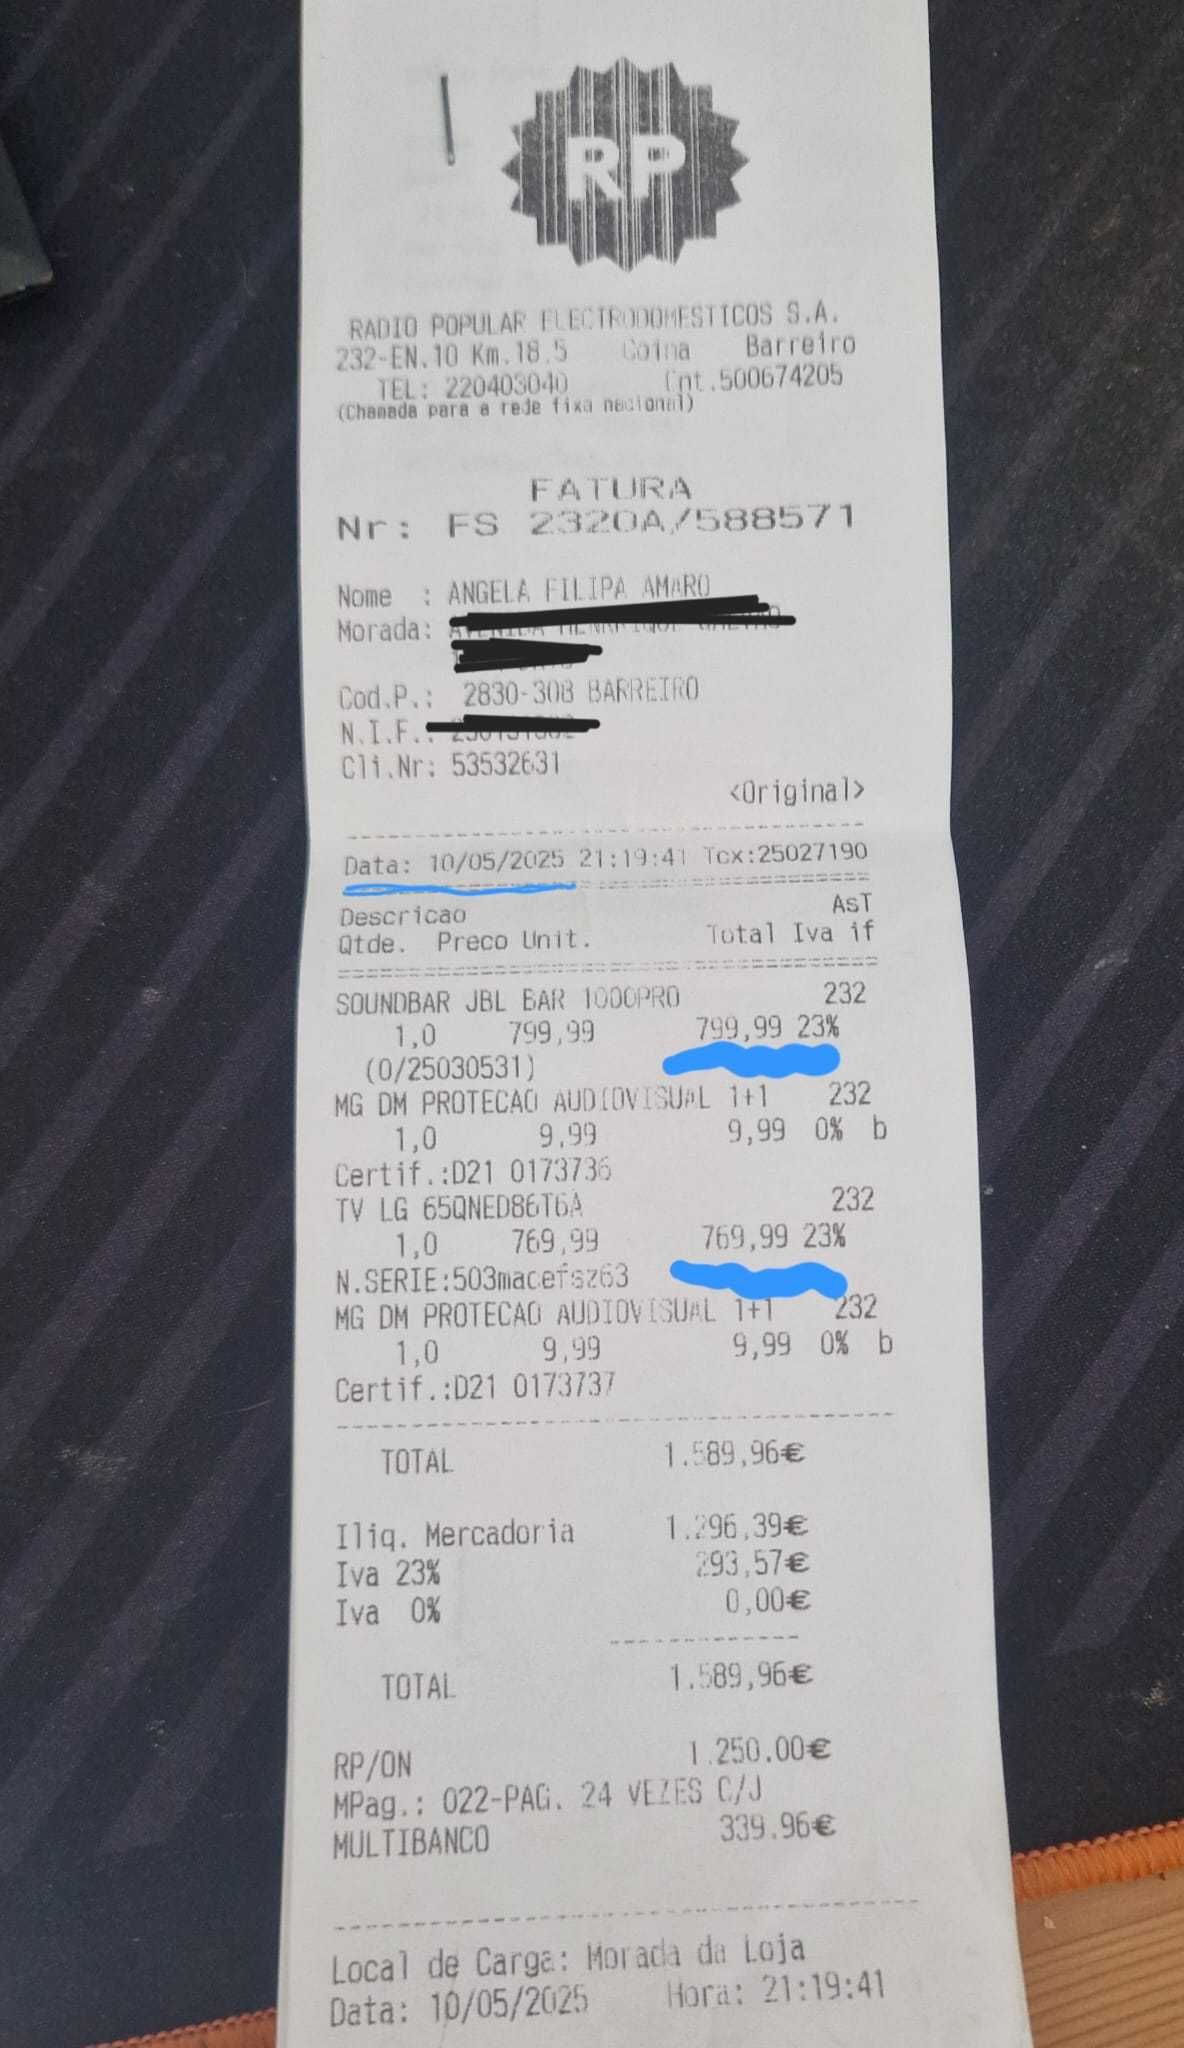 RP
RADIO POPULAR ELECTRODOMESTICOS S.A.
232-EN.10 Km.18.5 Coina Barreiro
TEL: 220403040 Cnt.500674205
(Chamada para a rede fixa nacional)
FATURA
Nr: FS 2320A/588571
Nome : ANGELA FILIPA AMARO
Morada:
Cod.P.: 2830-308 BARREIRO
N.I.F.:
Cli.Nr: 53532631
<Original>
Data: 10/05/2025 21:19:41 Tcx:25027190
Descricao AsT
Qtde. Preco Unit. Total Iva if
SOUNDBAR JBL BAR 1000PRO 232
1,0 799,99 799,99 23%
(0/25030531)
MG DM PROTECAO AUDIOVISUAL 1+1 232
1,0 9,99 9,99 0% b
Certif.:D21 0173736
TV LG 65QNED86T6A 232
1,0 769,99 769,99 23%
N.SERIE:503macefsz63
MG DM PROTECAO AUDIOVISUAL 1+1 232
1,0 9,99 9,99 0% b
Certif.:D21 0173737
TOTAL 1.589,96€
Iliq. Mercadoria 1.296,39€
Iva 23% 293,57€
Iva 0% 0,00€
TOTAL 1.589,96€
RP/ON 1.250.00€
MPag.: 022-PAG. 24 VEZES C/J
MULTIBANCO 339.96€
Local de Carga: Morada da Loja
Data: 10/05/2025 Hora: 21:19:41